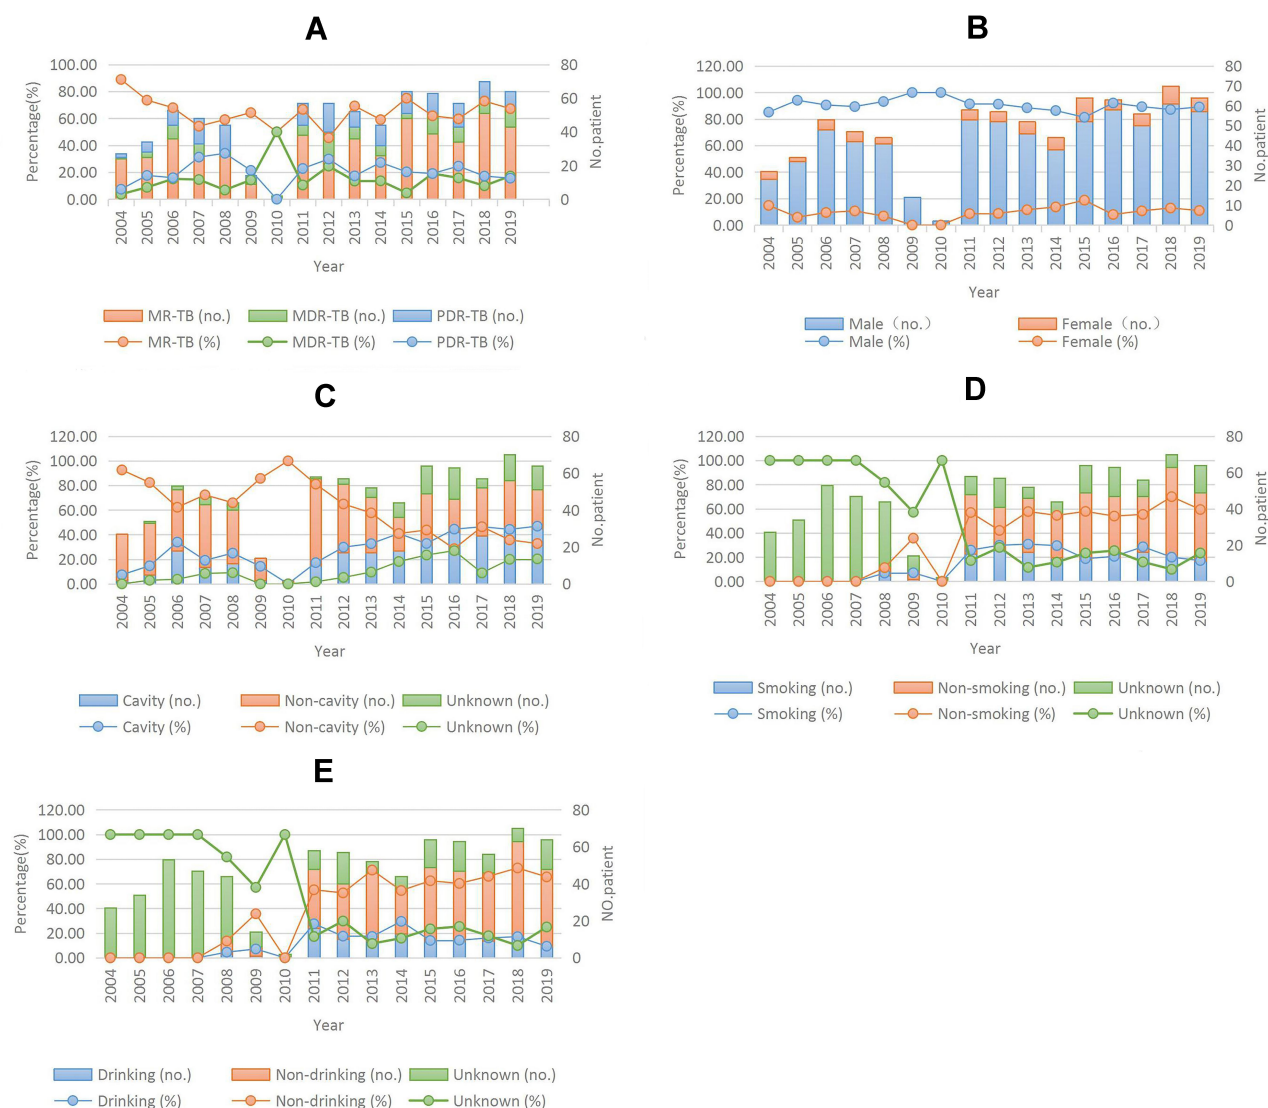 A
100.00
80.00
60.00
40.00
20.00
0.00
Percentage(%)
80
60
40
20
0
No.patient
2004 2005 2006 2007 2008 2009 2010 2011 2012 2013 2014 2015 2016 2017 2018 2019
Year
MR-TB (no.) MDR-TB (no.) PDR-TB (no.)
MR-TB (%) MDR-TB (%) PDR-TB (%)
B
120.00
100.00
80.00
60.00
40.00
20.00
0.00
Percentage(%)
80
70
60
50
40
30
20
10
0
No.patient
2004 2005 2006 2007 2008 2009 2010 2011 2012 2013 2014 2015 2016 2017 2018 2019
Year
Male（no.） Female（no.）
Male (%) Female (%)
C
120.00
100.00
80.00
60.00
40.00
20.00
0.00
Percentage(%)
80
60
40
20
0
No.patient
2004 2005 2006 2007 2008 2009 2010 2011 2012 2013 2014 2015 2016 2017 2018 2019
Year
Cavity (no.) Non-cavity (no.) Unknown (no.)
Cavity (%) Non-cavity (%) Unknown (%)
D
120.00
100.00
80.00
60.00
40.00
20.00
0.00
Percentage(%)
80
60
40
20
0
No.patient
2004 2005 2006 2007 2008 2009 2010 2011 2012 2013 2014 2015 2016 2017 2018 2019
Year
Smoking (no.) Non-smoking (no.) Unknown (no.)
Smoking (%) Non-smoking (%) Unknown (%)
E
120.00
100.00
80.00
60.00
40.00
20.00
0.00
Percentage(%)
80
60
40
20
0
NO.patient
2004 2005 2006 2007 2008 2009 2010 2011 2012 2013 2014 2015 2016 2017 2018 2019
Year
Drinking (no.) Non-drinking (no.) Unknown (no.)
Drinking (%) Non-drinking (%) Unknown (%)